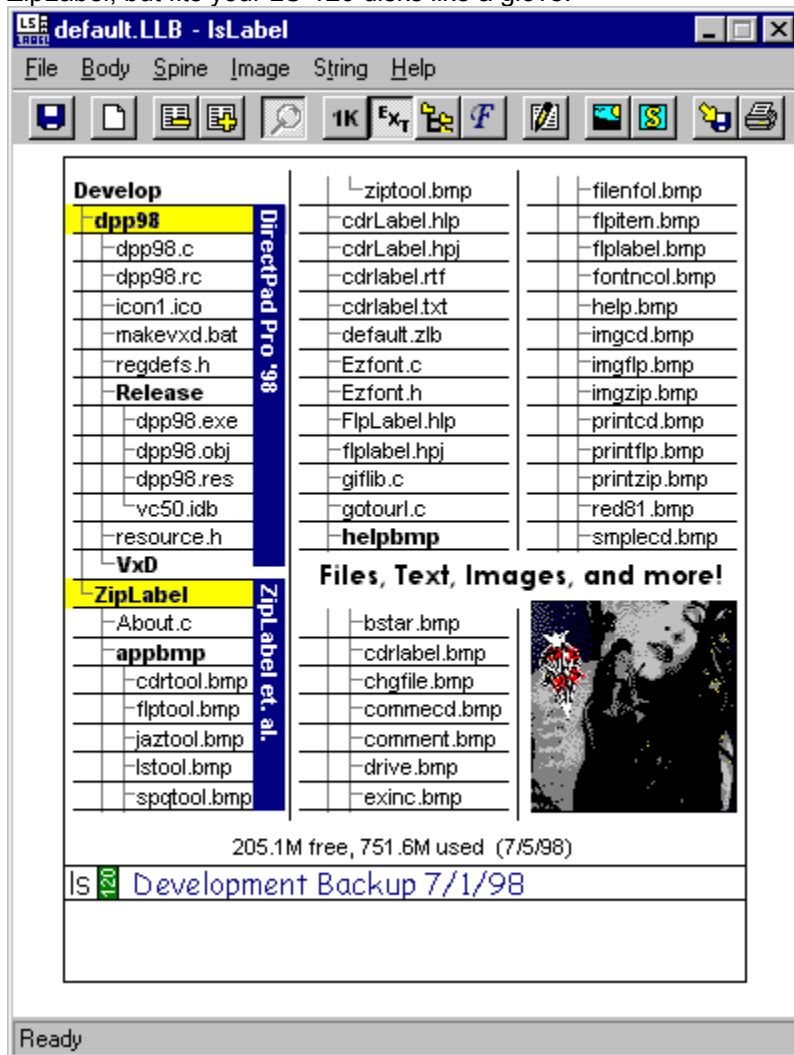 ZipLabel, but fits your LS-120 disks like a glove.
LS LABEL
default.LLB - lsLabel
File Body Spine Image String Help
1K ExT F S
Develop
dpp98
dpp98.c
dpp98.rc
icon1.ico
makevxd.bat
regdefs.h
Release
dpp98.exe
dpp98.obj
dpp98.res
vc50.idb
resource.h
VxD
DirectPad Pro '98
ZipLabel
About.c
appbmp
cdrtool.bmp
flptool.bmp
jaztool.bmp
lstool.bmp
spqtool.bmp
ZipLabel et. al.
ziptool.bmp
cdrLabel.hlp
cdrLabel.hpj
cdrlabel.rtf
cdrlabel.txt
default.zlb
Ezfont.c
Ezfont.h
FlpLabel.hlp
flplabel.hpj
giflib.c
gotourl.c
helpbmp
filenfol.bmp
flpitem.bmp
flplabel.bmp
fontncol.bmp
help.bmp
imgcd.bmp
imgflp.bmp
imgzip.bmp
printcd.bmp
printflp.bmp
printzip.bmp
red81.bmp
smplecd.bmp
Files, Text, Images, and more!
bstar.bmp
cdrlabel.bmp
chgfile.bmp
commecd.bmp
comment.bmp
drive.bmp
exinc.bmp
205.1M free, 751.6M used (7/5/98)
ls 120 Development Backup 7/1/98
Ready